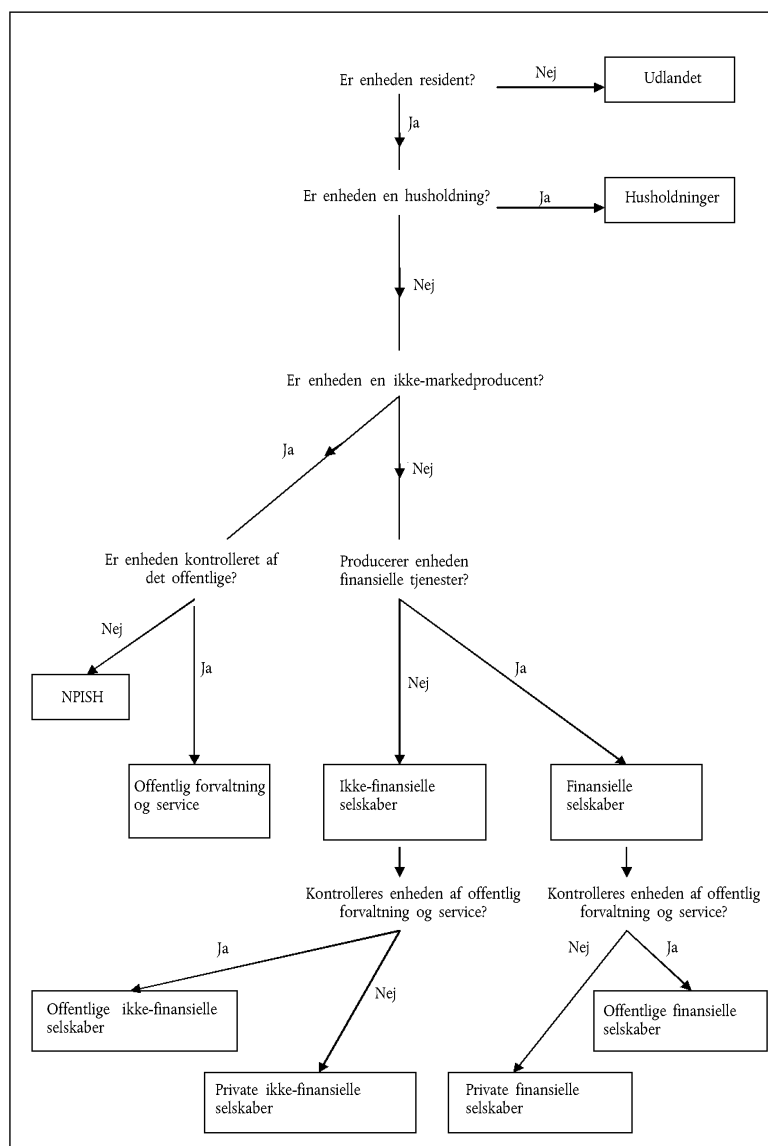 Er enheden resident?
Nej
Udlandet
Ja
Er enheden en husholdning?
Ja
Husholdninger
Nej
Er enheden en ikke-markedproducent?
Ja
Nej
Er enheden kontrolleret af
det offentlige?
Producerer enheden
finansielle tjenester?
Nej
Ja
Nej
Ja
NPISH
Offentlig forvaltning
og service
Ikke-finansielle
selskaber
Finansielle
selskaber
Kontrolleres enheden af offentlig
forvaltning og service?
Kontrolleres enheden af offentlig
forvaltning og service?
Ja
Nej
Nej
Ja
Offentlige ikke-finansielle
selskaber
Offentlige finansielle
selskaber
Private ikke-finansielle
selskaber
Private finansielle
selskaber